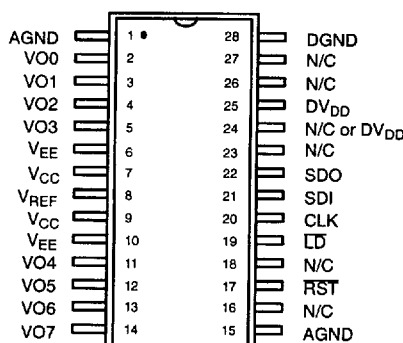 AGND 1 28 DGND
VO0 2 27 N/C
VO1 3 26 N/C
VO2 4 25 DVDD
VO3 5 24 N/C or DVDD
VEE 6 23 N/C
VCC 7 22 SDO
VREF 8 21 SDI
VCC 9 20 CLK
VEE 10 19 L̅D̅
VO4 11 18 N/C
VO5 12 17 R̅S̅T̅
VO6 13 16 N/C
VO7 14 15 AGND